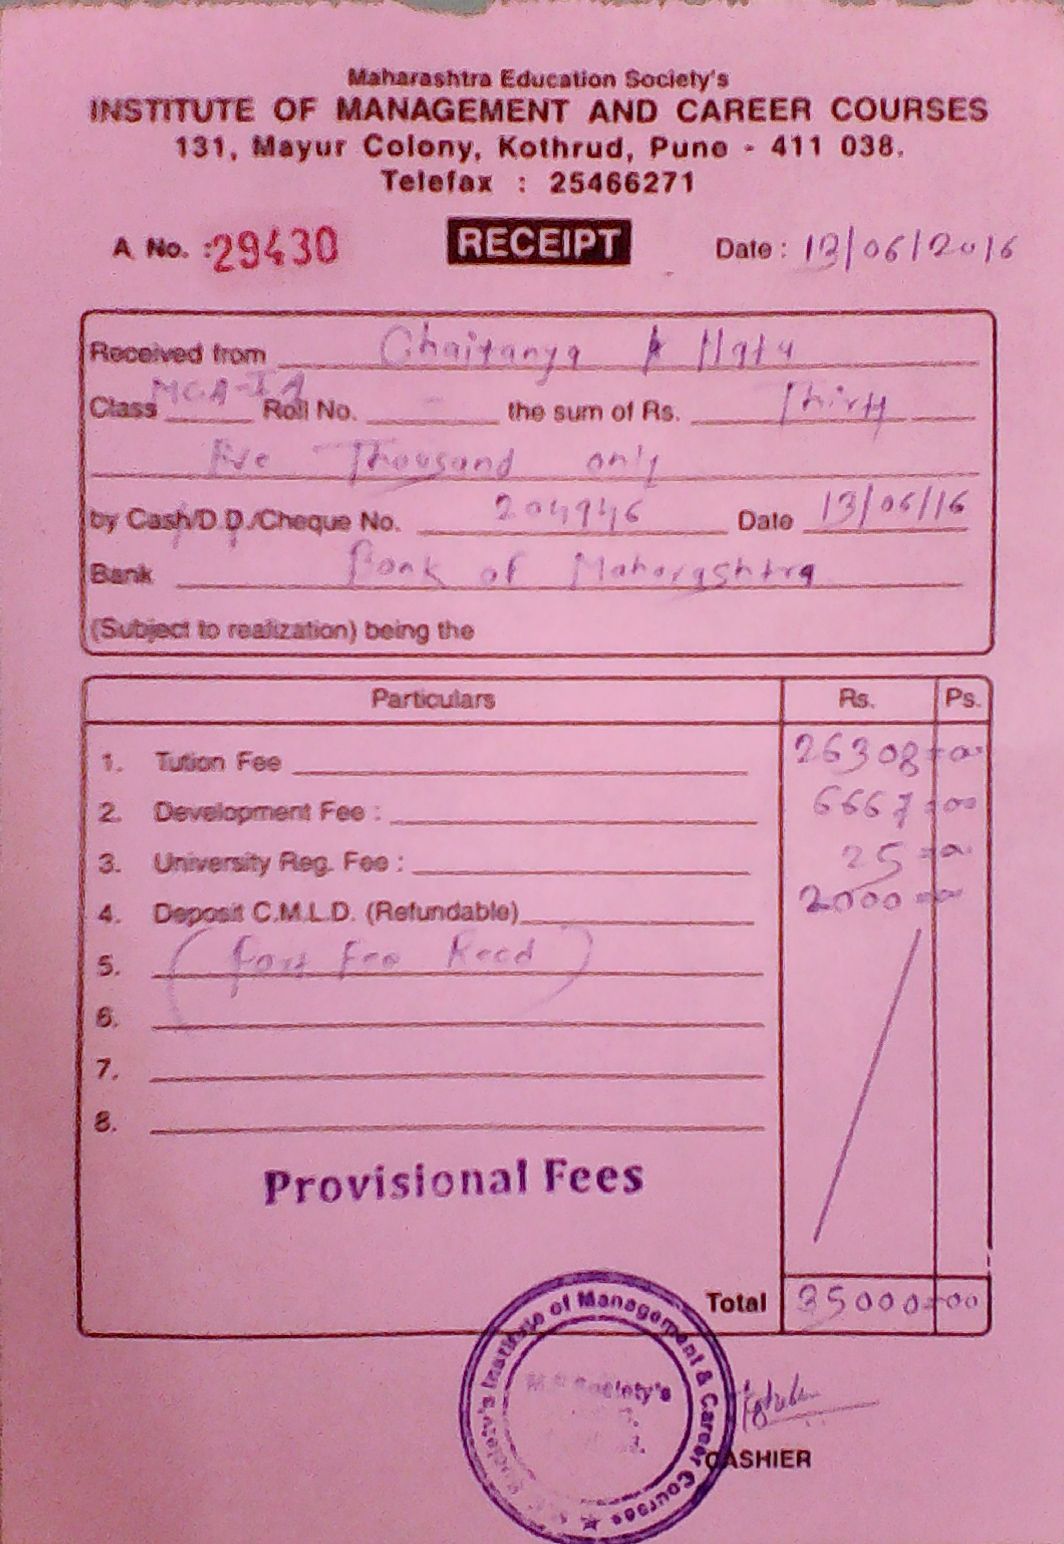 Maharashtra Education Society's
INSTITUTE OF MANAGEMENT AND CAREER COURSES
131, Mayur Colony, Kothrud, Pune - 411 038.
Telefax : 25466271
A No. :29430 RECEIPT Date : 13/06/2016
Received from Chaitanya A Natu
Class MCA-I A Roll No. - the sum of Rs. Thirty
Five Thousand only
by Cash/D.D./Cheque No. 204946 Date 13/06/16
Bank Bank of Maharashtra
(Subject to realization) being the
Particulars Rs. Ps.
1. Tution Fee 26308=00
2. Development Fee : 6667=00
3. University Reg. Fee : 25=00
4. Deposit C.M.L.D. (Refundable) 2000=00
5. (Part Fee Recd)
6.
7.
8.
Provisional Fees
Total 35000=00
M.E.Society's Institute of Management & Career Courses ★
M.E.Society's
CASHIER